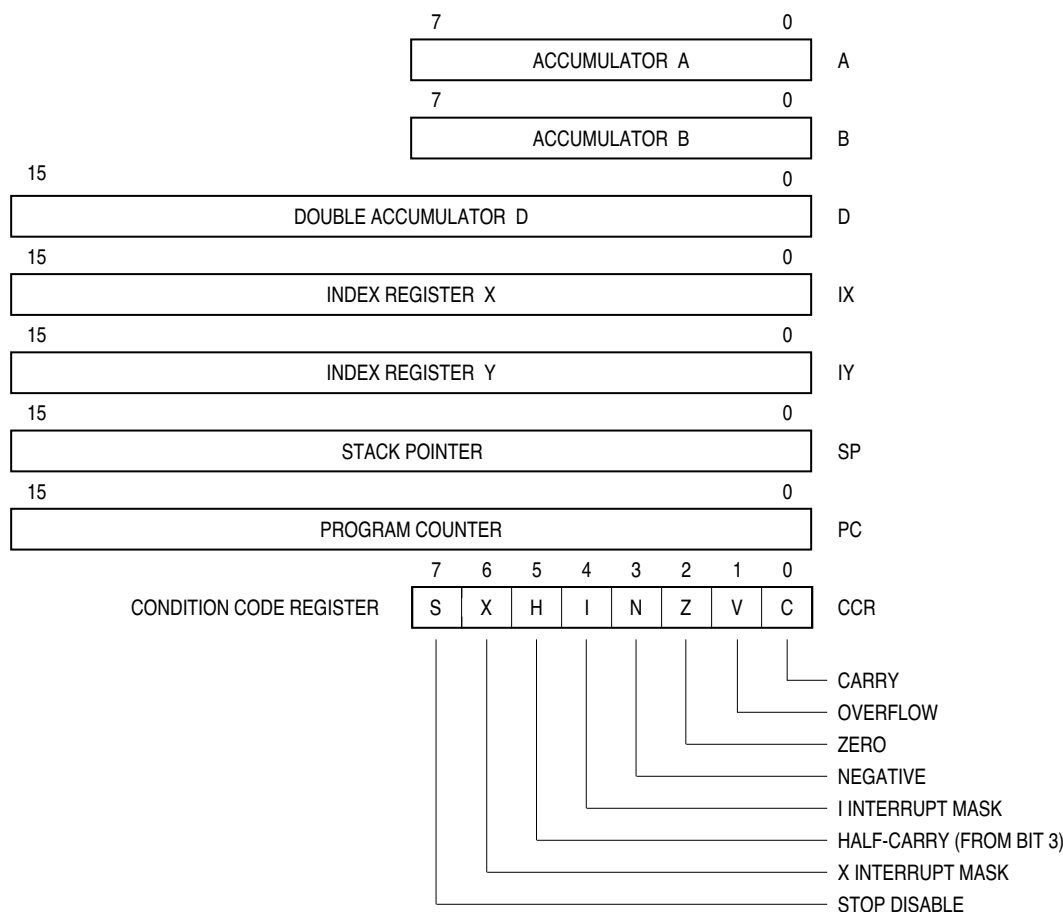 7 0
ACCUMULATOR A A
7 0
ACCUMULATOR B B
15 0
DOUBLE ACCUMULATOR D D
15 0
INDEX REGISTER X IX
15 0
INDEX REGISTER Y IY
15 0
STACK POINTER SP
15 0
PROGRAM COUNTER PC
7 6 5 4 3 2 1 0
CONDITION CODE REGISTER S X H I N Z V C CCR
CARRY
OVERFLOW
ZERO
NEGATIVE
I INTERRUPT MASK
HALF-CARRY (FROM BIT 3)
X INTERRUPT MASK
STOP DISABLE